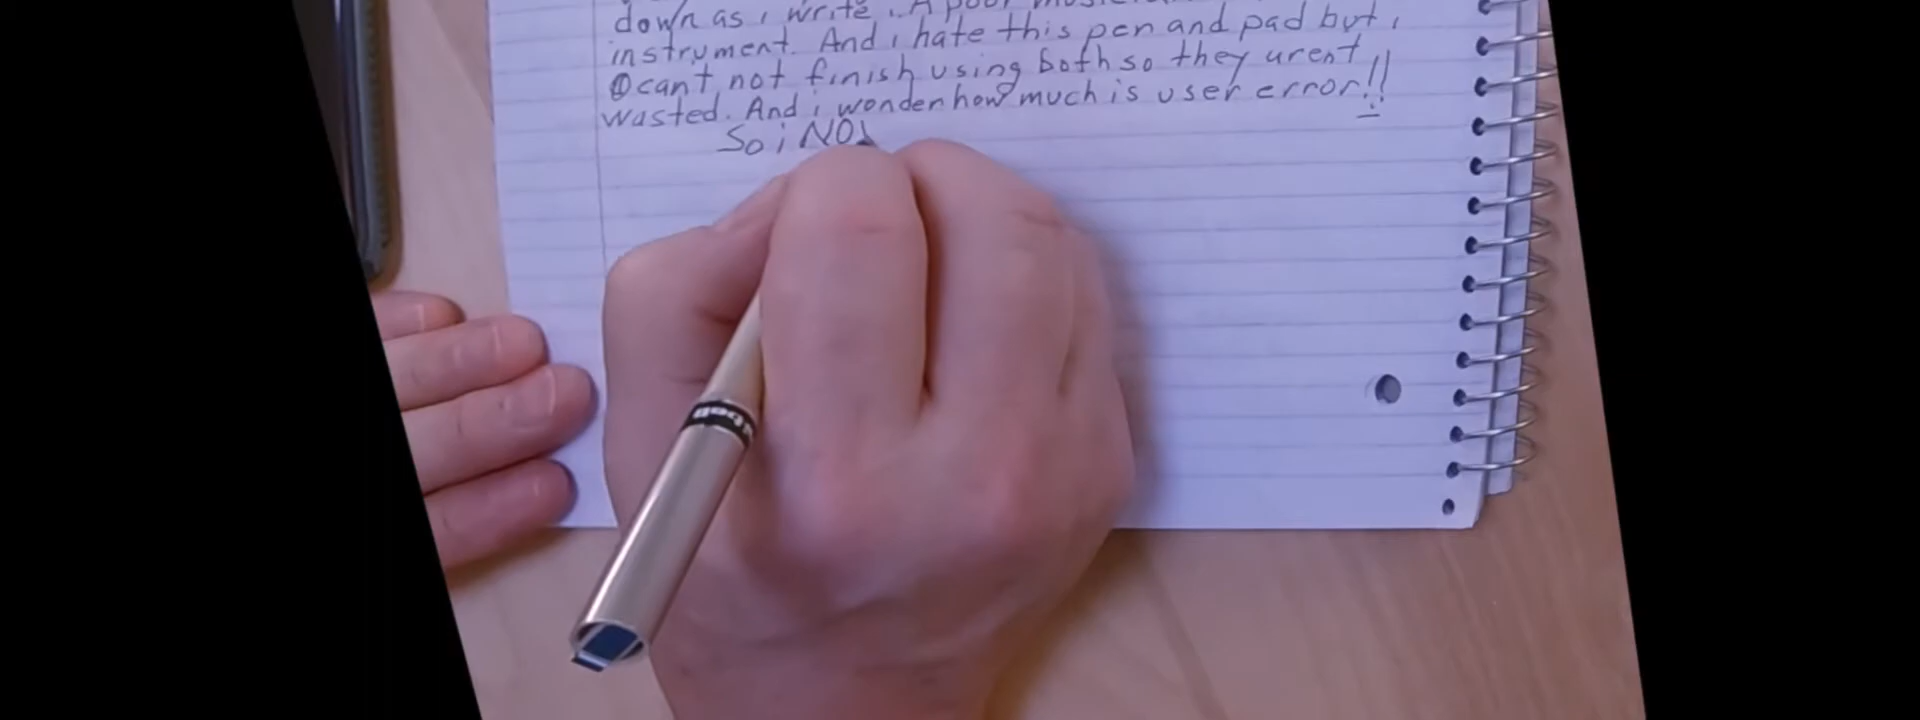 down as i write. A poor
instrument. And i hate this pen and pad but i
cant not finish using both so they urent
wasted. And i wonder how much is user error!!
So i NO